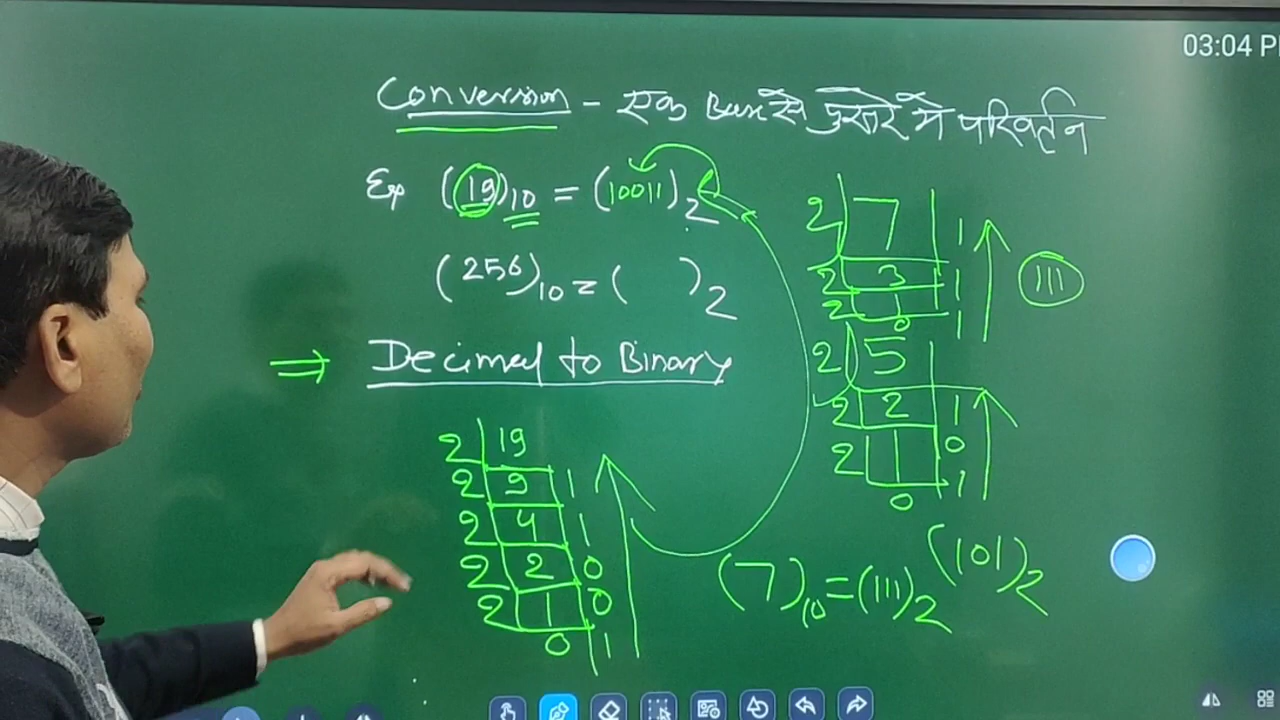 03:04 P
Conversion - एक Base से दुसरे मे परिवर्तन
Exp (19)10 = (10011)2
(256)10 = ( )2
⇒ Decimal to Binary
2 19
2 9 1
2 4 1
2 2 0
2 1 0
0 1
2 7 1
2 3 1
2 1 1
0
111
2 5
2 2 1
2 1 0
0 1
(7)10 = (111)2
(101)2